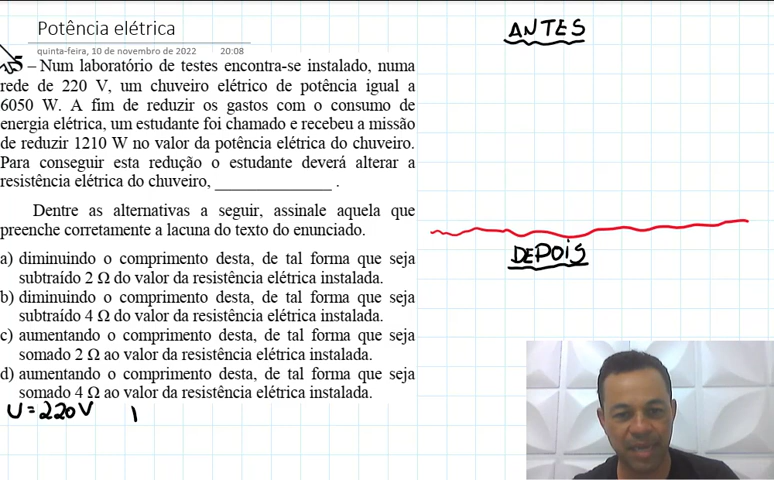 Potência elétrica
quinta-feira, 10 de novembro de 2022 20:08
ANTES
– Num laboratório de testes encontra-se instalado, numa
rede de 220 V, um chuveiro elétrico de potência igual a
6050 W. A fim de reduzir os gastos com o consumo de
energia elétrica, um estudante foi chamado e recebeu a missão
de reduzir 1210 W no valor da potência elétrica do chuveiro.
Para conseguir esta redução o estudante deverá alterar a
resistência elétrica do chuveiro, ______________ .
Dentre as alternativas a seguir, assinale aquela que
preenche corretamente a lacuna do texto do enunciado.
a) diminuindo o comprimento desta, de tal forma que seja
subtraído 2 Ω do valor da resistência elétrica instalada.
b) diminuindo o comprimento desta, de tal forma que seja
subtraído 4 Ω do valor da resistência elétrica instalada.
c) aumentando o comprimento desta, de tal forma que seja
somado 2 Ω ao valor da resistência elétrica instalada.
d) aumentando o comprimento desta, de tal forma que seja
somado 4 Ω ao valor da resistência elétrica instalada.
U = 220 V
DEPOIS